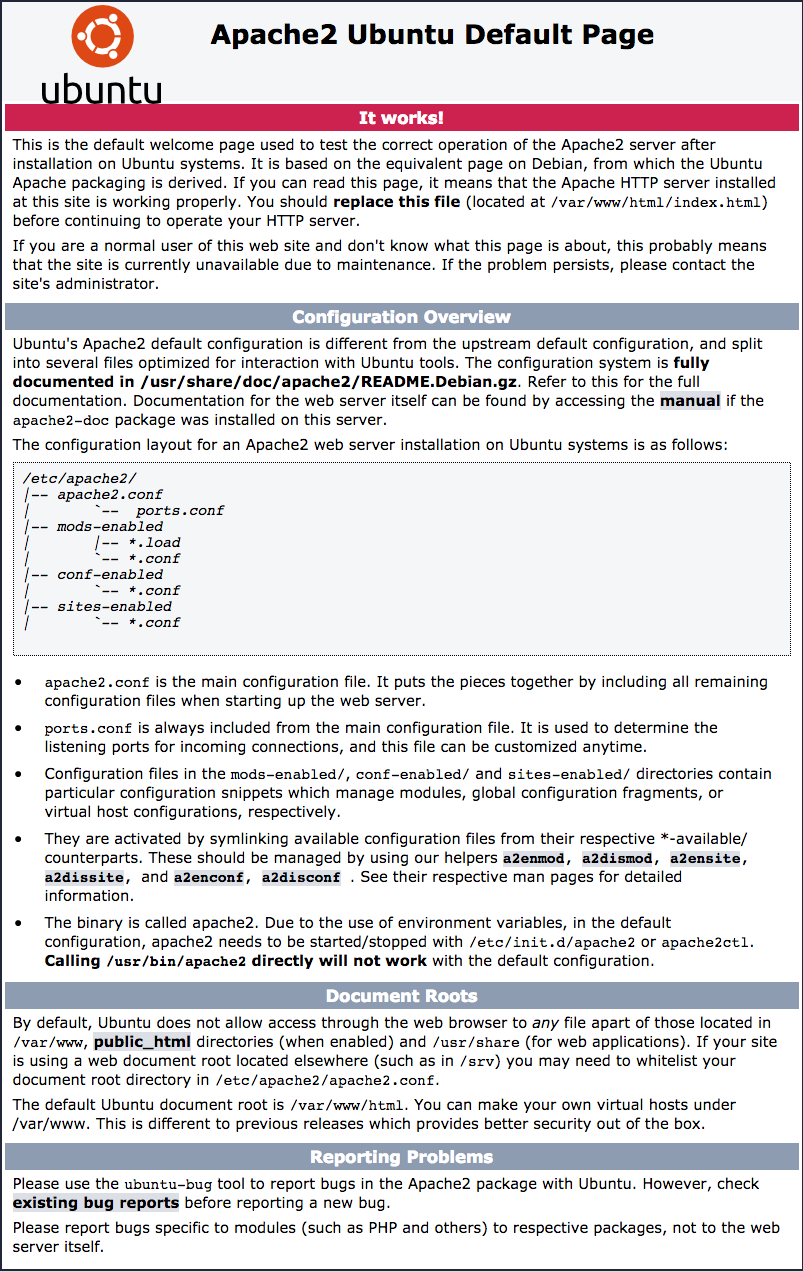 ubuntu
Apache2 Ubuntu Default Page
It works!
This is the default welcome page used to test the correct operation of the Apache2 server after
installation on Ubuntu systems. It is based on the equivalent page on Debian, from which the Ubuntu
Apache packaging is derived. If you can read this page, it means that the Apache HTTP server installed
at this site is working properly. You should replace this file (located at /var/www/html/index.html)
before continuing to operate your HTTP server.
If you are a normal user of this web site and don't know what this page is about, this probably means
that the site is currently unavailable due to maintenance. If the problem persists, please contact the
site's administrator.
Configuration Overview
Ubuntu's Apache2 default configuration is different from the upstream default configuration, and split
into several files optimized for interaction with Ubuntu tools. The configuration system is fully
documented in /usr/share/doc/apache2/README.Debian.gz. Refer to this for the full
documentation. Documentation for the web server itself can be found by accessing the manual if the
apache2-doc package was installed on this server.
The configuration layout for an Apache2 web server installation on Ubuntu systems is as follows:
/etc/apache2/
|-- apache2.conf
|       `--  ports.conf
|-- mods-enabled
|       |-- *.load
|       `-- *.conf
|-- conf-enabled
|       `-- *.conf
|-- sites-enabled
|       `-- *.conf
• apache2.conf is the main configuration file. It puts the pieces together by including all remaining
configuration files when starting up the web server.
• ports.conf is always included from the main configuration file. It is used to determine the
listening ports for incoming connections, and this file can be customized anytime.
• Configuration files in the mods-enabled/, conf-enabled/ and sites-enabled/ directories contain
particular configuration snippets which manage modules, global configuration fragments, or
virtual host configurations, respectively.
• They are activated by symlinking available configuration files from their respective *-available/
counterparts. These should be managed by using our helpers a2enmod, a2dismod, a2ensite,
a2dissite, and a2enconf, a2disconf . See their respective man pages for detailed
information.
• The binary is called apache2. Due to the use of environment variables, in the default
configuration, apache2 needs to be started/stopped with /etc/init.d/apache2 or apache2ctl.
Calling /usr/bin/apache2 directly will not work with the default configuration.
Document Roots
By default, Ubuntu does not allow access through the web browser to any file apart of those located in
/var/www, public_html directories (when enabled) and /usr/share (for web applications). If your site
is using a web document root located elsewhere (such as in /srv) you may need to whitelist your
document root directory in /etc/apache2/apache2.conf.
The default Ubuntu document root is /var/www/html. You can make your own virtual hosts under
/var/www. This is different to previous releases which provides better security out of the box.
Reporting Problems
Please use the ubuntu-bug tool to report bugs in the Apache2 package with Ubuntu. However, check
existing bug reports before reporting a new bug.
Please report bugs specific to modules (such as PHP and others) to respective packages, not to the web
server itself.